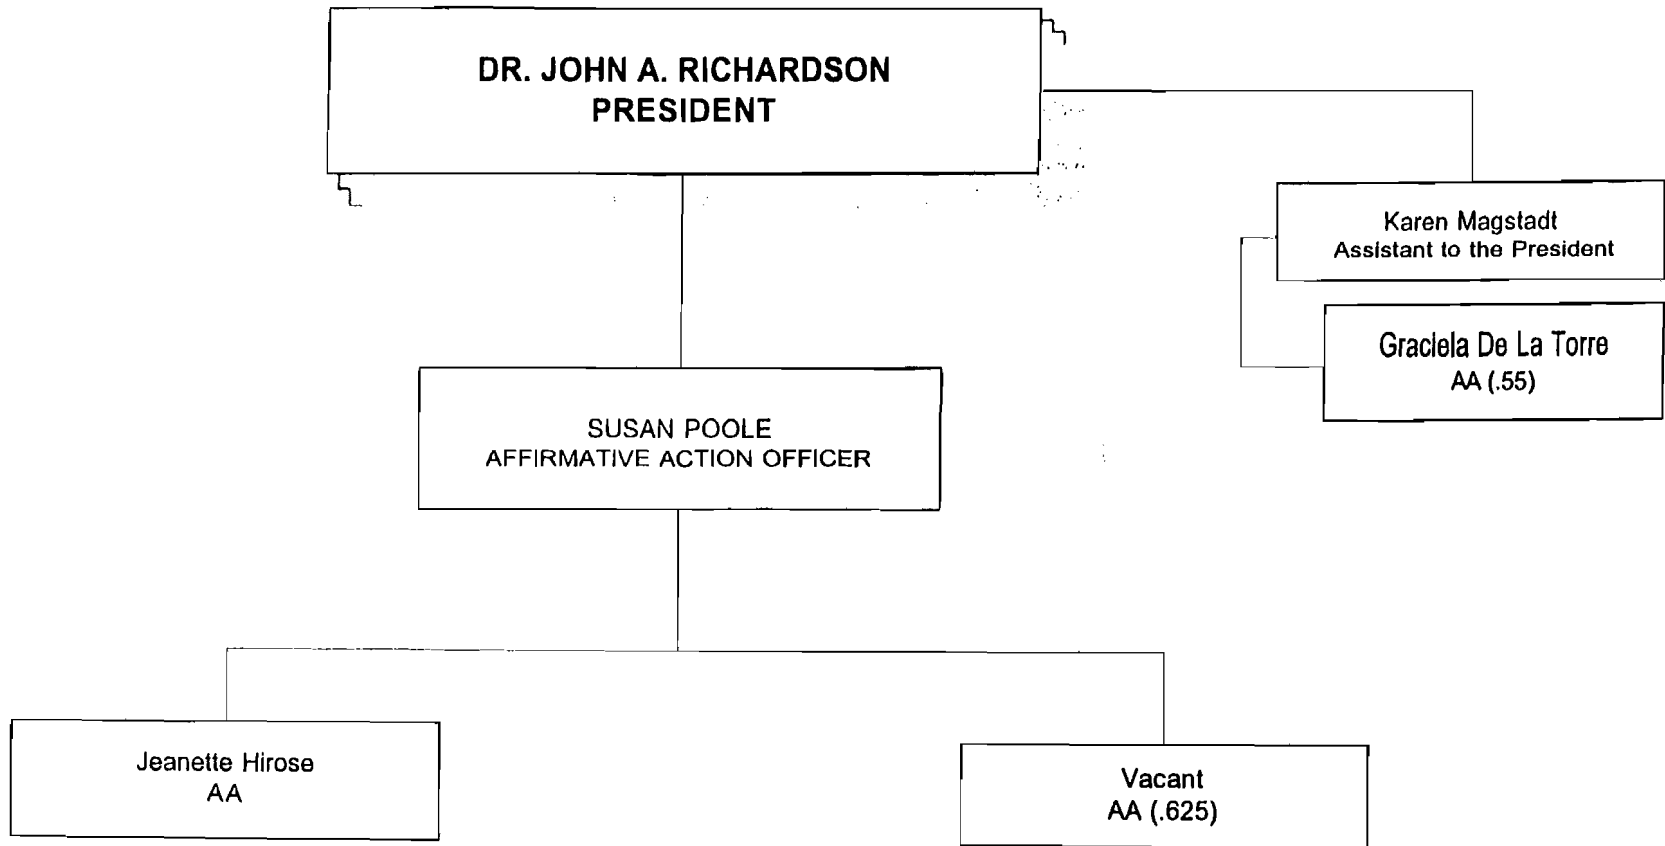 DR. JOHN A. RICHARDSON
PRESIDENT
Karen Magstadt
Assistant to the President
Graciela De La Torre
AA (.55)
SUSAN POOLE
AFFIRMATIVE ACTION OFFICER
Jeanette Hirose
AA
Vacant
AA (.625)